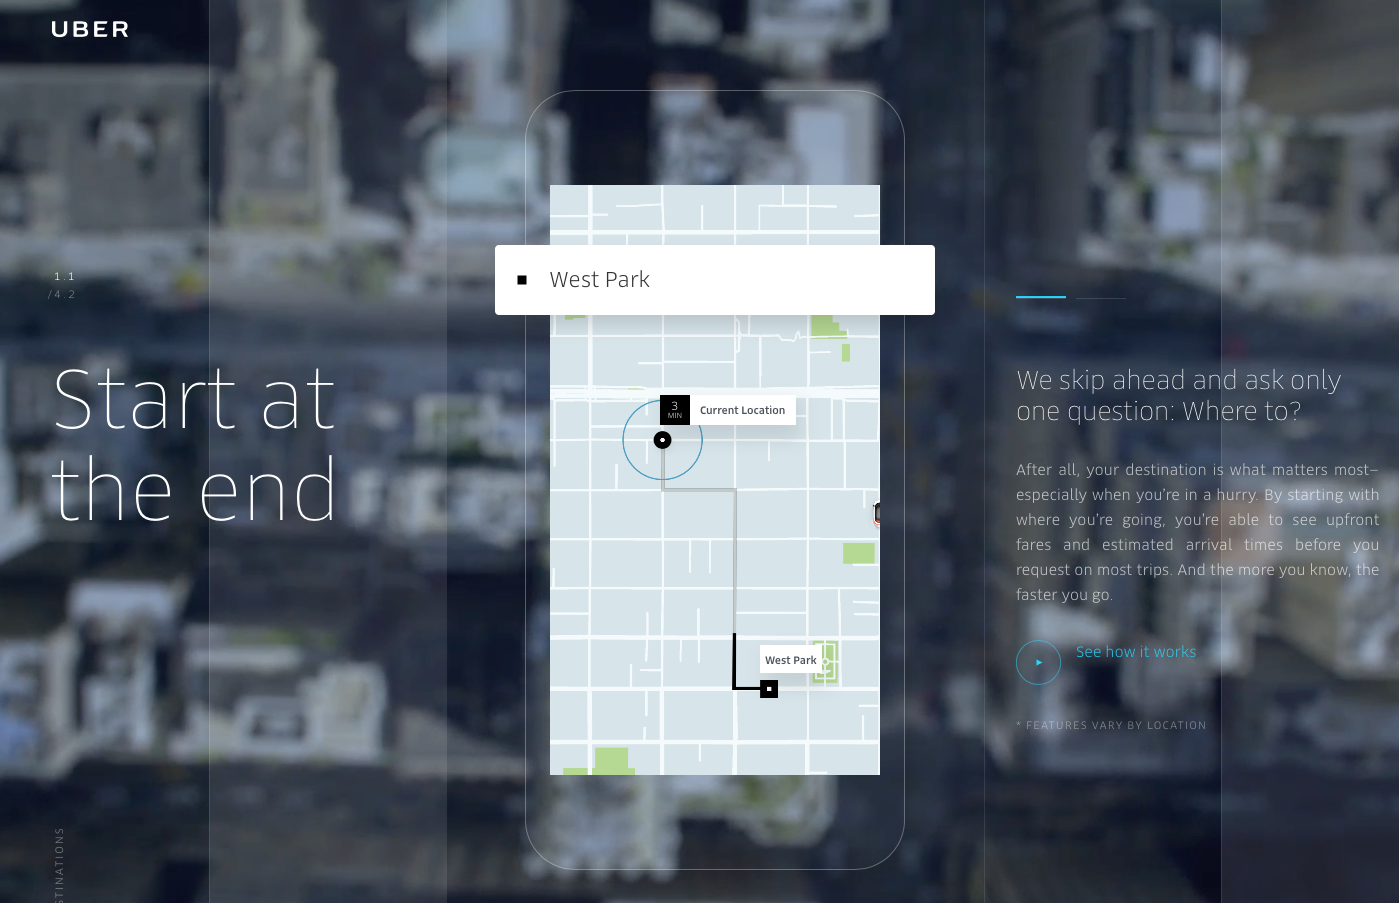 UBER
1.1
/4.2
Start at
the end
West Park
3
MIN
Current Location
West Park
We skip ahead and ask only
one question: Where to?
After all, your destination is what matters most–
especially when you’re in a hurry. By starting with
where you’re going, you’re able to see upfront
fares and estimated arrival times before you
request on most trips. And the more you know, the
faster you go.
See how it works
* FEATURES VARY BY LOCATION